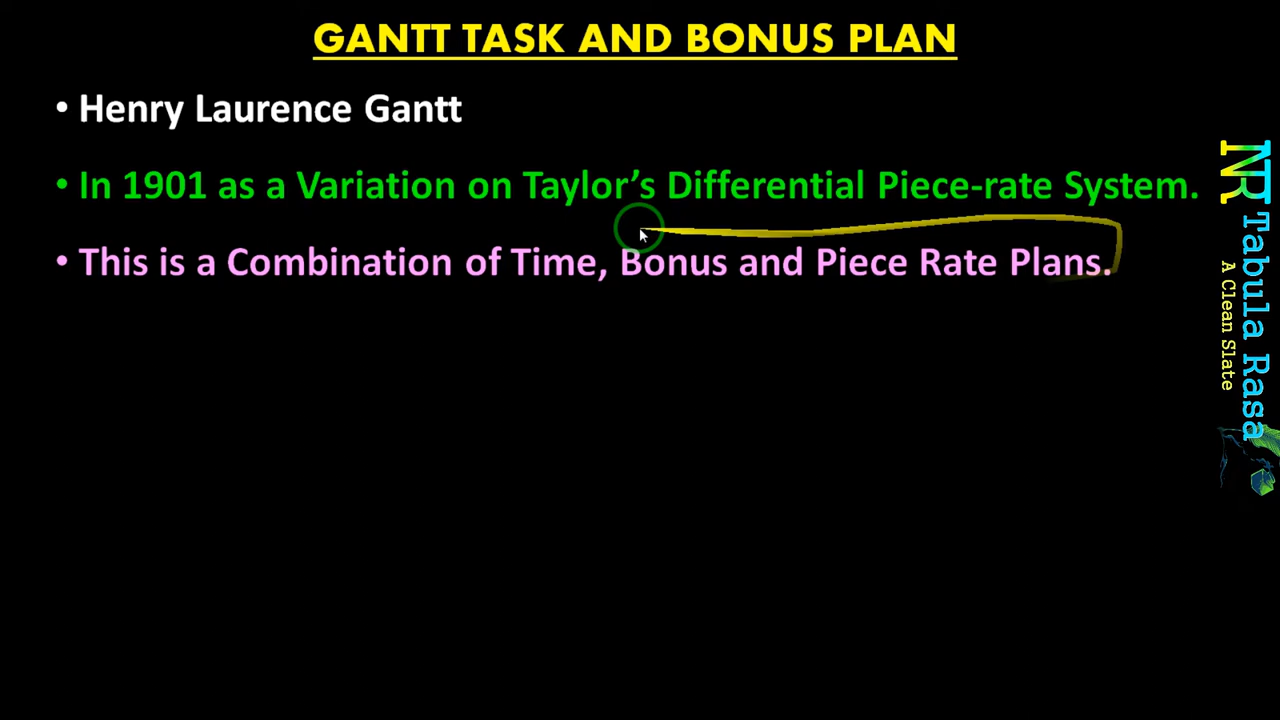 GANTT TASK AND BONUS PLAN
• Henry Laurence Gantt
• In 1901 as a Variation on Taylor’s Differential Piece-rate System.
• This is a Combination of Time, Bonus and Piece Rate Plans.
NR Tabula Rasa
A Clean Slate